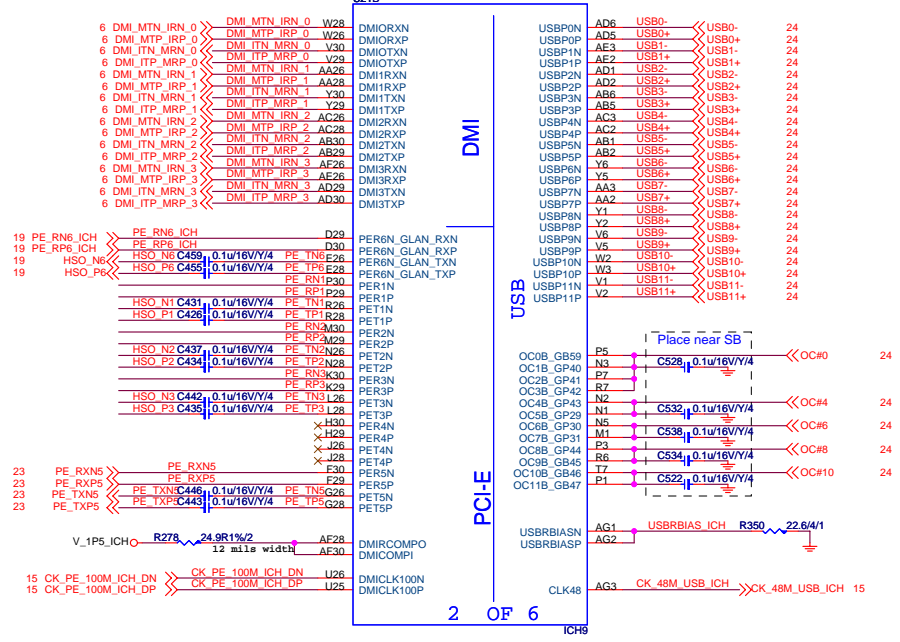 6 DMI_MTN_IRN_0 DMI_MTN_IRN_0 W28 DMI0RXN USBP0N AD6 USB0- USB0- 24
6 DMI_MTP_IRP_0 DMI_MTP_IRP_0 W26 DMI0RXP USBP0P AD5 USB0+ USB0+ 24
6 DMI_ITN_MRN_0 DMI_ITN_MRN_0 V30 DMI0TXN USBP1N AE3 USB1- USB1- 24
6 DMI_ITP_MRP_0 DMI_ITP_MRP_0 V29 DMI0TXP USBP1P AE2 USB1+ USB1+ 24
6 DMI_MTN_IRN_1 DMI_MTN_IRN_1 AA26 DMI1RXN USBP2N AD1 USB2- USB2- 24
6 DMI_MTP_IRP_1 DMI_MTP_IRP_1 AA28 DMI1RXP USBP2P AD2 USB2+ USB2+ 24
6 DMI_ITN_MRN_1 DMI_ITN_MRN_1 Y30 DMI1TXN USBP3N AB6 USB3- USB3- 24
6 DMI_ITP_MRP_1 DMI_ITP_MRP_1 Y29 DMI1TXP USBP3P AB5 USB3+ USB3+ 24
6 DMI_MTN_IRN_2 DMI_MTN_IRN_2 AC26 DMI2RXN USBP4N AC3 USB4- USB4- 24
6 DMI_MTP_IRP_2 DMI_MTP_IRP_2 AC28 DMI2RXP USBP4P AC2 USB4+ USB4+ 24
6 DMI_ITN_MRN_2 DMI_ITN_MRN_2 AB30 DMI2TXN USBP5N AB1 USB5- USB5- 24
6 DMI_ITP_MRP_2 DMI_ITP_MRP_2 AB29 DMI2TXP USBP5P AB2 USB5+ USB5+ 24
6 DMI_MTN_IRN_3 DMI_MTN_IRN_3 AF26 DMI3RXN USBP6N Y6 USB6- USB6- 24
6 DMI_MTP_IRP_3 DMI_MTP_IRP_3 AE26 DMI3RXP USBP6P Y5 USB6+ USB6+ 24
6 DMI_ITN_MRN_3 DMI_ITN_MRN_3 AD29 DMI3TXN USBP7N AA3 USB7- USB7- 24
6 DMI_ITP_MRP_3 DMI_ITP_MRP_3 AD30 DMI3TXP USBP7P AA2 USB7+ USB7+ 24
USBP8N Y1 USB8- USB8- 24
USBP8P Y2 USB8+ USB8+ 24
DMI
19 PE_RN6_ICH PE_RN6_ICH D29 PER6N_GLAN_RXN USBP9N V6 USB9- USB9- 24
19 PE_RP6_ICH PE_RP6_ICH D30 PER6N_GLAN_RXP USBP9P V5 USB9+ USB9+ 24
19 HSO_N6 HSO_N6 C459 0.1u/16V/Y/4 PE_TN6 E26 PER6N_GLAN_TXN USBP10N W2 USB10- USB10- 24
HSO_P6 HSO_P6 C455 0.1u/16V/Y/4 PE_TP6 E28 PER6N_GLAN_TXP USBP10P W3 USB10+ USB10+ 24
PE_RN1 P30 PER1N USBP11N V1 USB11- USB11- 24
PE_RP1 P29 PER1P USBP11P V2 USB11+ USB11+ 24
HSO_N1 C431 0.1u/16V/Y/4 PE_TN1 R26 PET1N
HSO_P1 C426 0.1u/16V/Y/4 PE_TP1 R28 PET1P
USB
PE_RN2 M30 PER2N
PE_RP2 M29 PER2P
Place near SB
HSO_N2 C437 0.1u/16V/Y/4 PE_TN2 N26 PET2N OC0B_GB59 P5 OC#0 24
HSO_P2 C434 0.1u/16V/Y/4 PE_TP2 N28 PET2P OC1B_GP40 N3 C528 0.1u/16V/Y/4
PE_RN3 K30 PER3N OC2B_GP41 P7
PE_RP3 K29 PER3P OC3B_GP42 R7
HSO_N3 C442 0.1u/16V/Y/4 PE_TN3 L26 PET3N OC4B_GP43 N2 OC#4 24
HSO_P3 C435 0.1u/16V/Y/4 PE_TP3 L28 PET3P OC5B_GP29 N1 C532 0.1u/16V/Y/4
H30 PER4N OC6B_GP30 N5 OC#6 24
H29 PER4P OC7B_GP31 M1 C538 0.1u/16V/Y/4
J26 PET4N OC8B_GP44 P3 OC#8 24
J28 PET4P OC9B_GB45 R6 C534 0.1u/16V/Y/4
23 PE_RXN5 PE_RXN5 F30 PER5N OC10B_GB46 T7 OC#10 24
23 PE_RXP5 PE_RXP5 F29 PER5P OC11B_GB47 P1 C522 0.1u/16V/Y/4
23 PE_TXN5 PE_TXN5 C446 0.1u/16V/Y/4 PE_TN5 G26 PET5N
23 PE_TXP5 PE_TXP5 C443 0.1u/16V/Y/4 PE_TP5 G28 PET5P
PCI-E
V_1P5_ICH R278 24.9R1%/2 AF28 DMIRCOMPO USBRBIASN AG1 USBRBIAS_ICH R350 22.6/4/1
12 mils width AF30 DMICOMPI USBRBIASP AG2
15 CK_PE_100M_ICH_DN CK_PE_100M_ICH_DN U26 DMICLK100N
15 CK_PE_100M_ICH_DP CK_PE_100M_ICH_DP U25 DMICLK100P CLK48 AG3 CK_48M_USB_ICH CK_48M_USB_ICH 15
2 OF 6
ICH9